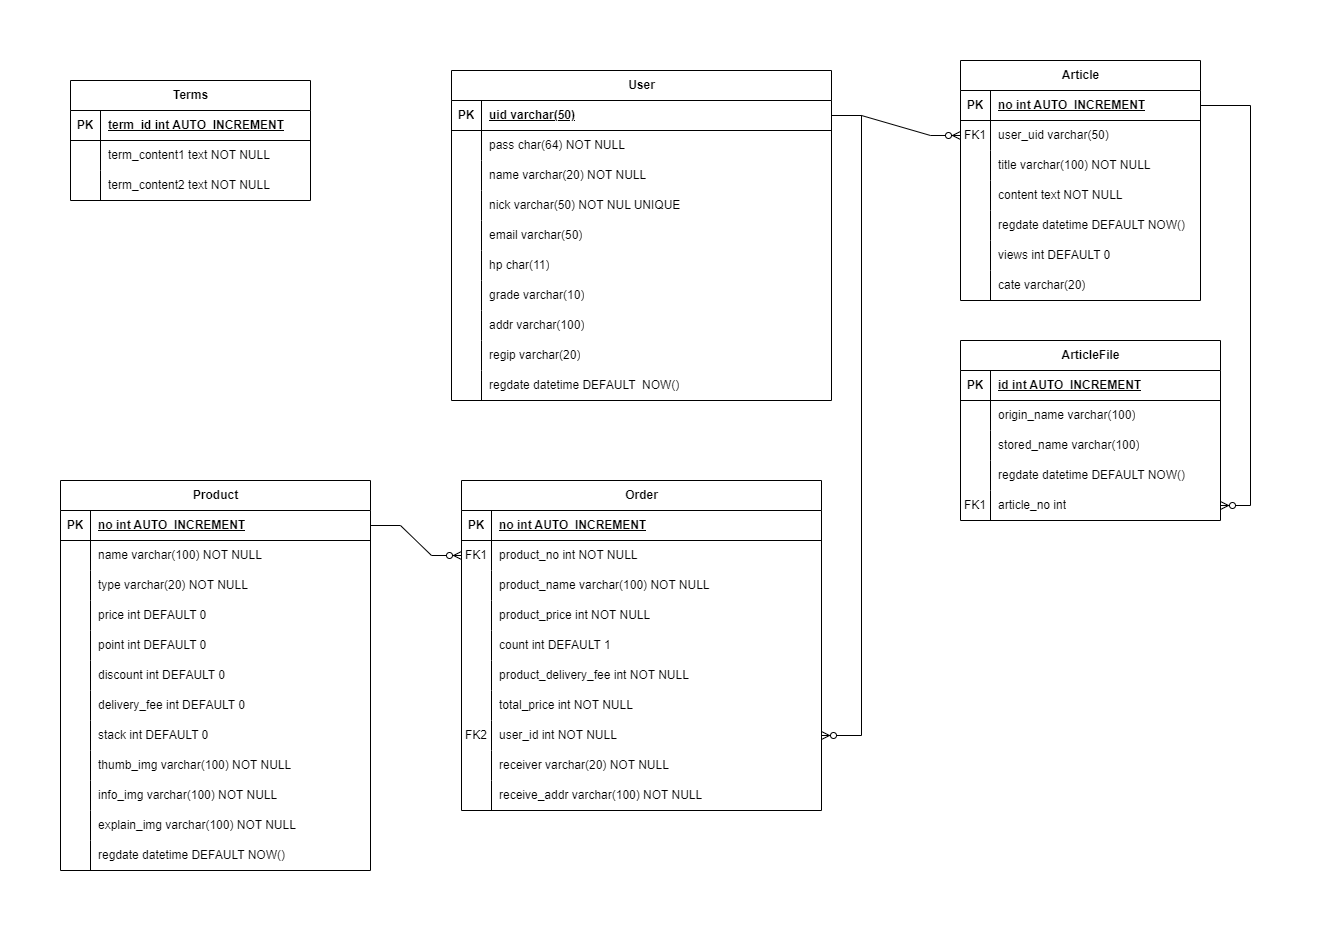 Terms
PK term_id int AUTO_INCREMENT
term_content1 text NOT NULL
term_content2 text NOT NULL
User
PK uid varchar(50)
pass char(64) NOT NULL
name varchar(20) NOT NULL
nick varchar(50) NOT NUL UNIQUE
email varchar(50)
hp char(11)
grade varchar(10)
addr varchar(100)
regip varchar(20)
regdate datetime DEFAULT NOW()
Article
PK no int AUTO_INCREMENT
FK1 user_uid varchar(50)
title varchar(100) NOT NULL
content text NOT NULL
regdate datetime DEFAULT NOW()
views int DEFAULT 0
cate varchar(20)
ArticleFile
PK id int AUTO_INCREMENT
origin_name varchar(100)
stored_name varchar(100)
regdate datetime DEFAULT NOW()
FK1 article_no int
Product
PK no int AUTO_INCREMENT
name varchar(100) NOT NULL
type varchar(20) NOT NULL
price int DEFAULT 0
point int DEFAULT 0
discount int DEFAULT 0
delivery_fee int DEFAULT 0
stack int DEFAULT 0
thumb_img varchar(100) NOT NULL
info_img varchar(100) NOT NULL
explain_img varchar(100) NOT NULL
regdate datetime DEFAULT NOW()
Order
PK no int AUTO_INCREMENT
FK1 product_no int NOT NULL
product_name varchar(100) NOT NULL
product_price int NOT NULL
count int DEFAULT 1
product_delivery_fee int NOT NULL
total_price int NOT NULL
FK2 user_id int NOT NULL
receiver varchar(20) NOT NULL
receive_addr varchar(100) NOT NULL